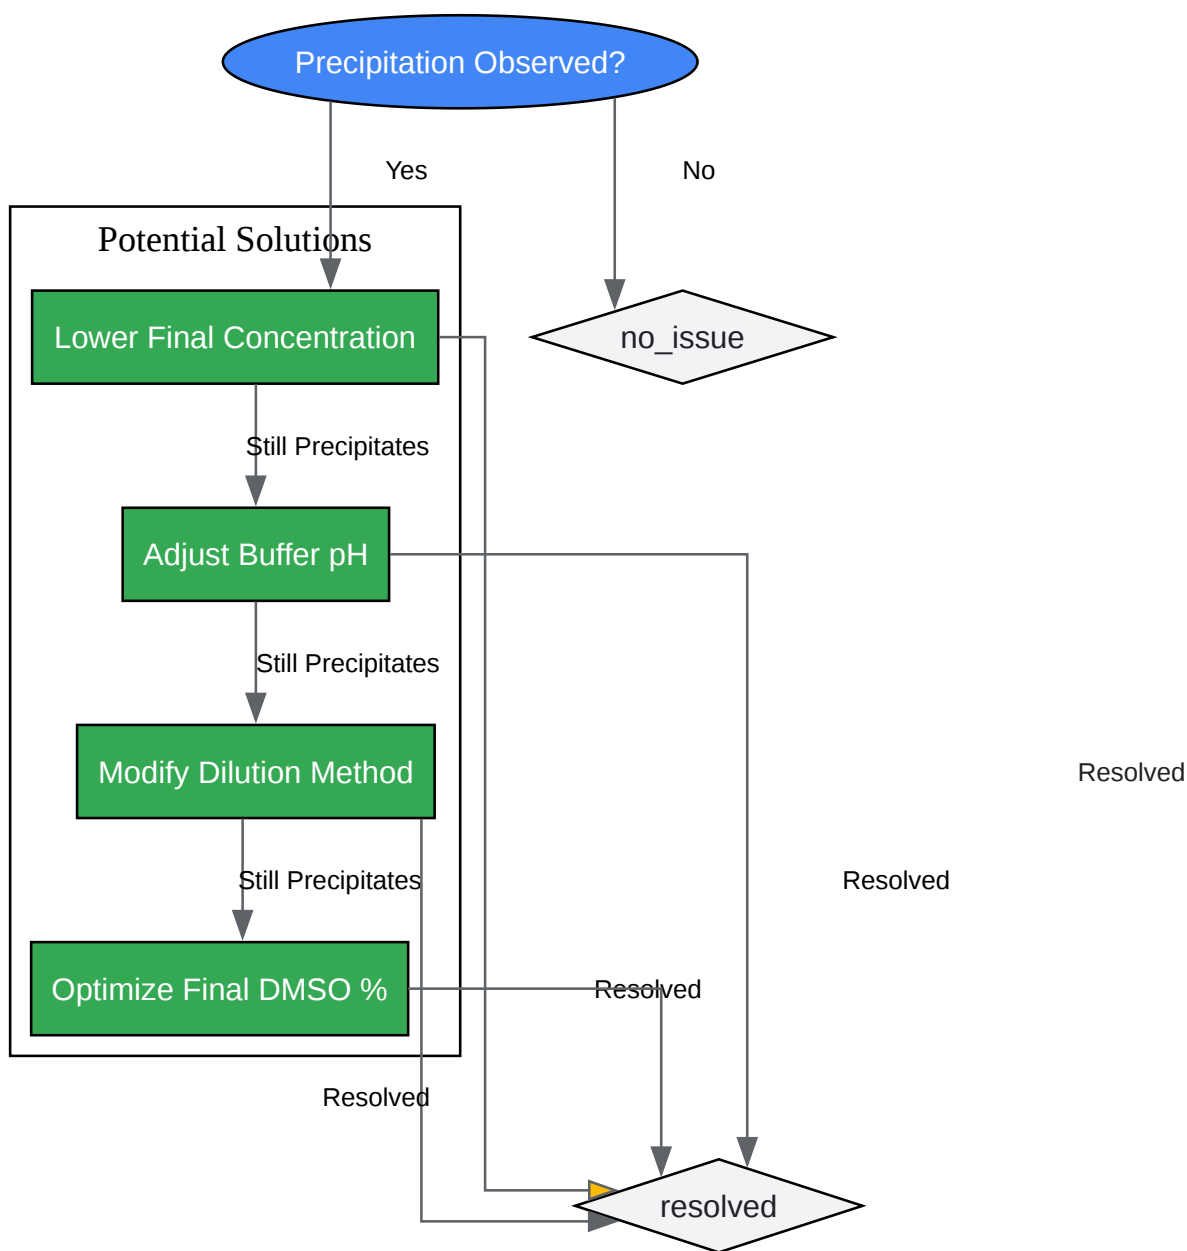 Precipitation Observed?
Yes
No
Potential Solutions
Lower Final Concentration
no_issue
Still Precipitates
Adjust Buffer pH
Still Precipitates
Modify Dilution Method
Resolved
Still Precipitates
Resolved
Optimize Final DMSO %
Resolved
Resolved
resolved